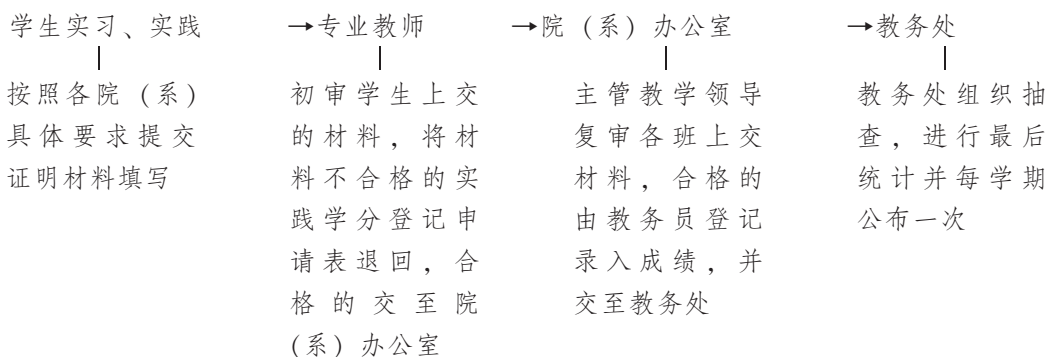 学生实习、实践 →专业教师 →院（系）办公室 →教务处
按照各院（系）
具体要求提交
证明材料填写
初审学生上交
的材料，将材
料不合格的实
践学分登记申
请表退回，合
格的交至院
（系）办公室
主管教学领导
复审各班上交
材料，合格的
由教务员登记
录入成绩，并
交至教务处
教务处组织抽
查，进行最后
统计并每学期
公布一次